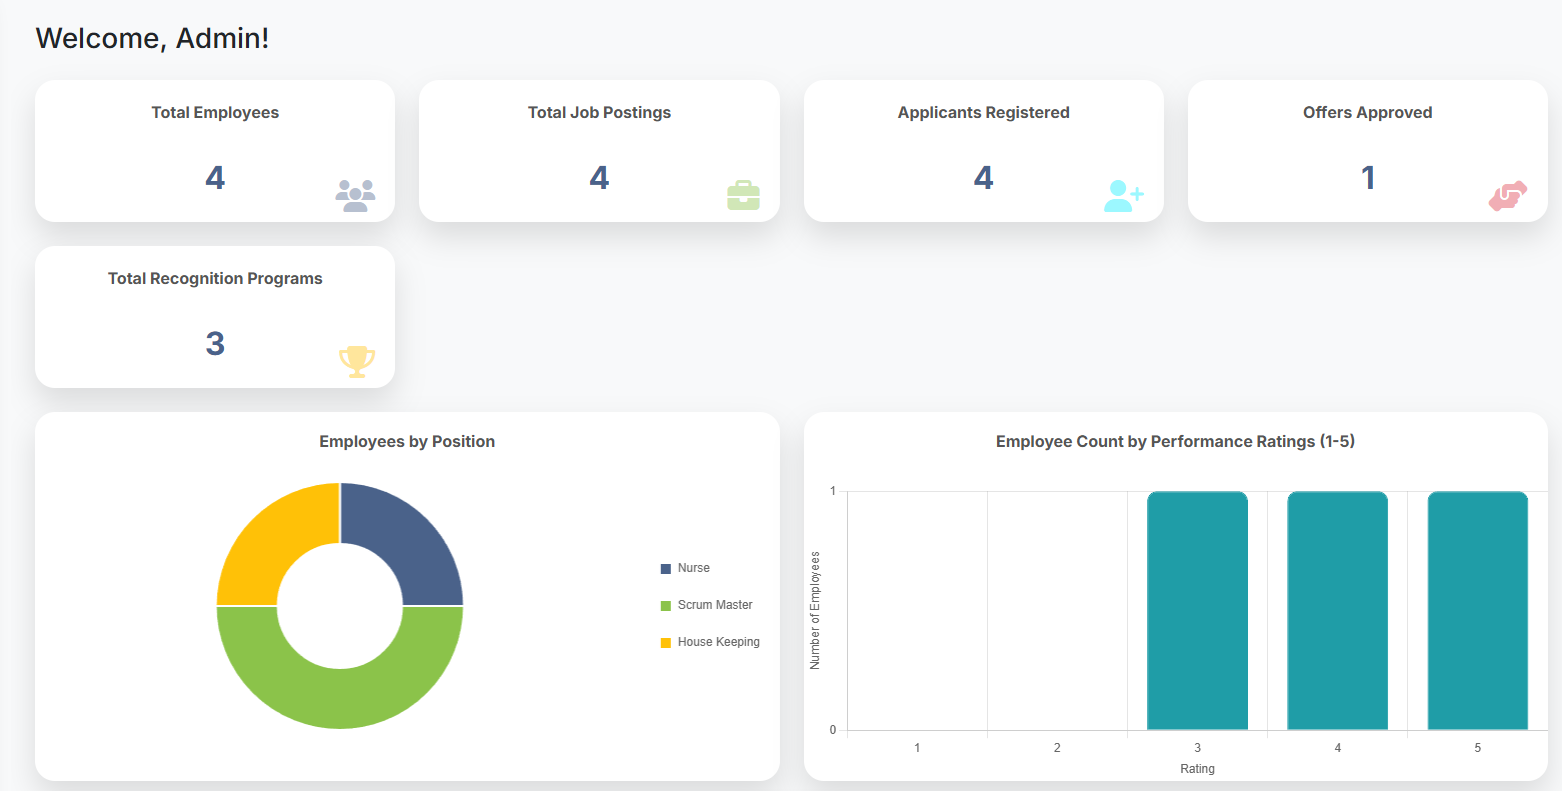 Welcome, Admin!
Total Employees
4
Total Job Postings
4
Applicants Registered
4
Offers Approved
1
Total Recognition Programs
3
Employees by Position
Nurse
Scrum Master
House Keeping
Employee Count by Performance Ratings (1-5)
Number of Employees
1
0
1
2
3
4
5
Rating